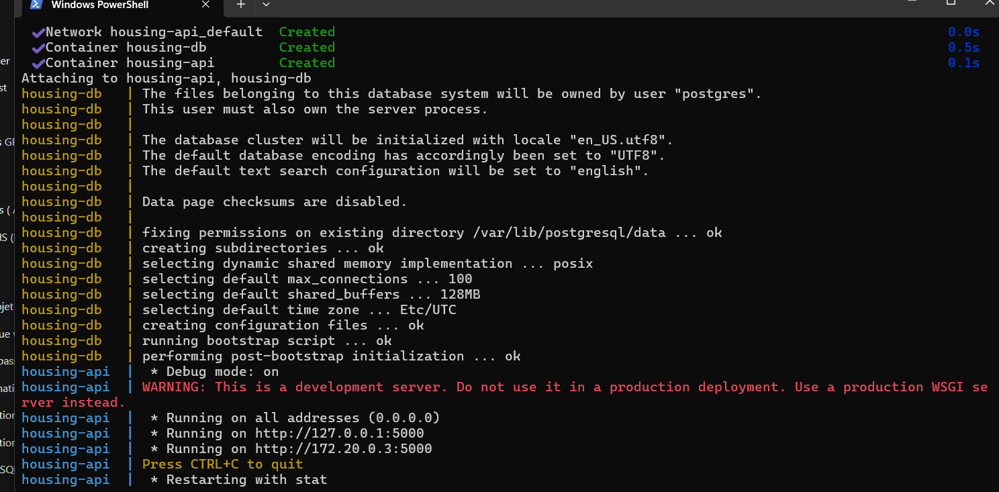 Windows PowerShell
Network housing-api_default Created 0.0s
Container housing-db Created 0.5s
Container housing-api Created 0.1s
Attaching to housing-api, housing-db
housing-db | The files belonging to this database system will be owned by user "postgres".
housing-db | This user must also own the server process.
housing-db |
housing-db | The database cluster will be initialized with locale "en_US.utf8".
housing-db | The default database encoding has accordingly been set to "UTF8".
housing-db | The default text search configuration will be set to "english".
housing-db |
housing-db | Data page checksums are disabled.
housing-db |
housing-db | fixing permissions on existing directory /var/lib/postgresql/data ... ok
housing-db | creating subdirectories ... ok
housing-db | selecting dynamic shared memory implementation ... posix
housing-db | selecting default max_connections ... 100
housing-db | selecting default shared_buffers ... 128MB
housing-db | selecting default time zone ... Etc/UTC
housing-db | creating configuration files ... ok
housing-db | running bootstrap script ... ok
housing-db | performing post-bootstrap initialization ... ok
housing-api | * Debug mode: on
housing-api | WARNING: This is a development server. Do not use it in a production deployment. Use a production WSGI se
rver instead.
housing-api | * Running on all addresses (0.0.0.0)
housing-api | * Running on http://127.0.0.1:5000
housing-api | * Running on http://172.20.0.3:5000
housing-api | Press CTRL+C to quit
housing-api | * Restarting with stat